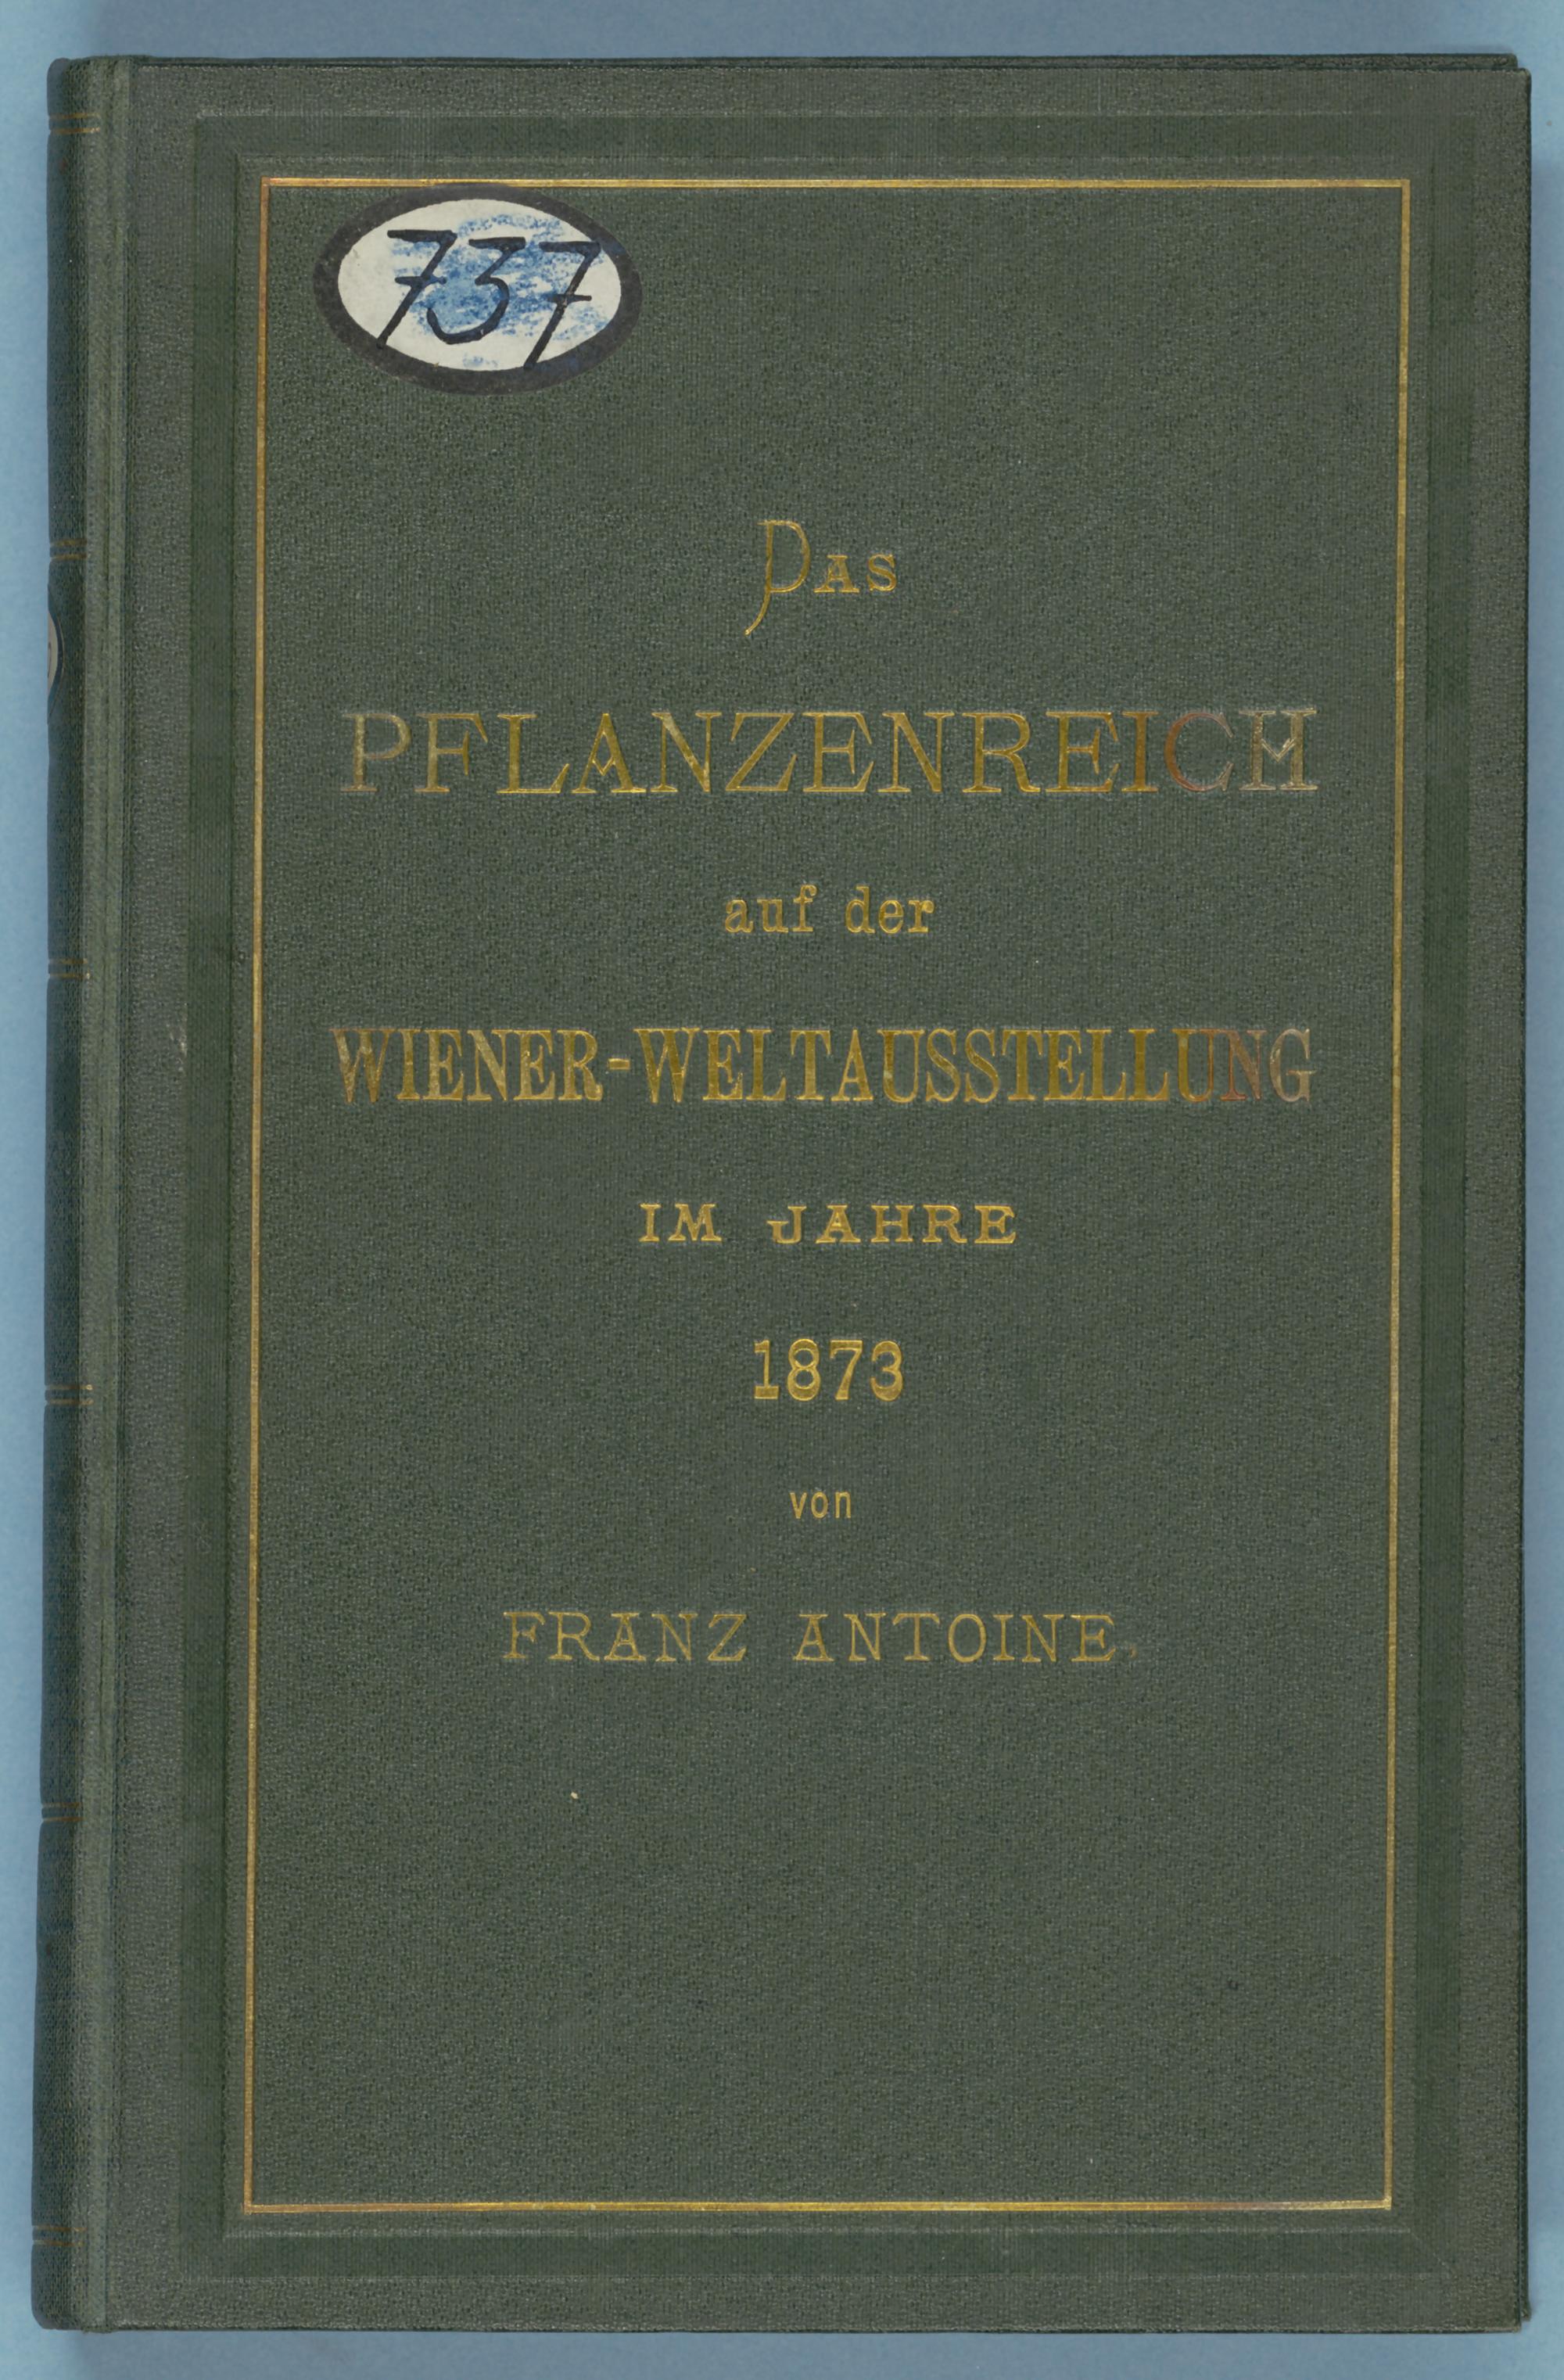 737
DAS
PFLANZENREICH
auf der
WIENER-WELTAUSSTELLUNG
IM JAHRE
1873
von
FRANZ ANTOINE.